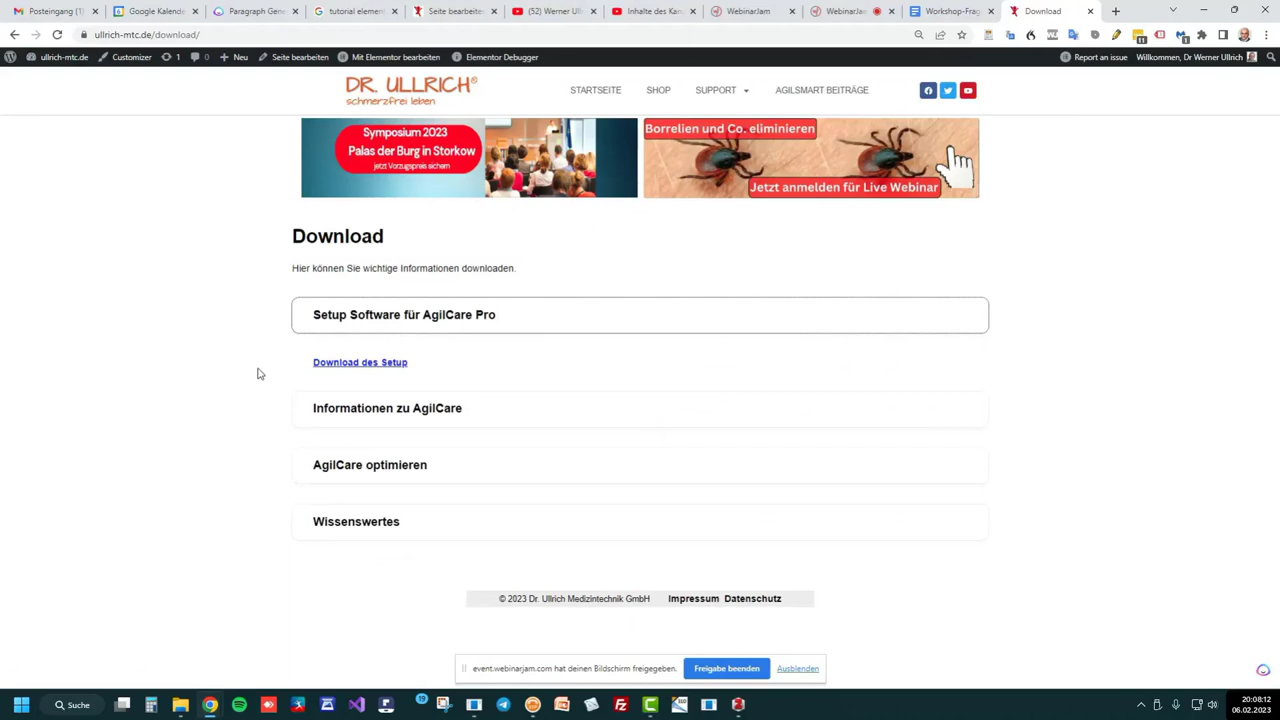 Posteingang (1)
Google Kalende
Paragraph Gene
tutorial element
Seite bearbeiten
(52) Werner Ull
Inhalte des Kan
WebinarJam
WebinarJa
Workshop-Frag
Download
ullrich-mtc.de/download/
11
1
ullrich-mtc.de
Customizer
1
0
Neu
Seite bearbeiten
Mit Elementor bearbeiten
Elementor Debugger
Report an issue
Willkommen, Dr Werner Ullrich
DR. ULLRICH®
schmerzfrei leben
STARTSEITE
SHOP
SUPPORT
AGILSMART BEITRÄGE
Symposium 2023
Palas der Burg in Storkow
jetzt Vorzugspreis sichern
Borrelien und Co. eliminieren
Jetzt anmelden für Live Webinar
Download
Hier können Sie wichtige Informationen downloaden.
Setup Software für AgilCare Pro
Download des Setup
Informationen zu AgilCare
AgilCare optimieren
Wissenswertes
© 2023 Dr. Ullrich Medizintechnik GmbH
Impressum Datenschutz
event.webinarjam.com hat deinen Bildschirm freigegeben.
Freigabe beenden
Ausblenden
Suche
19
20:08:12
06.02.2023